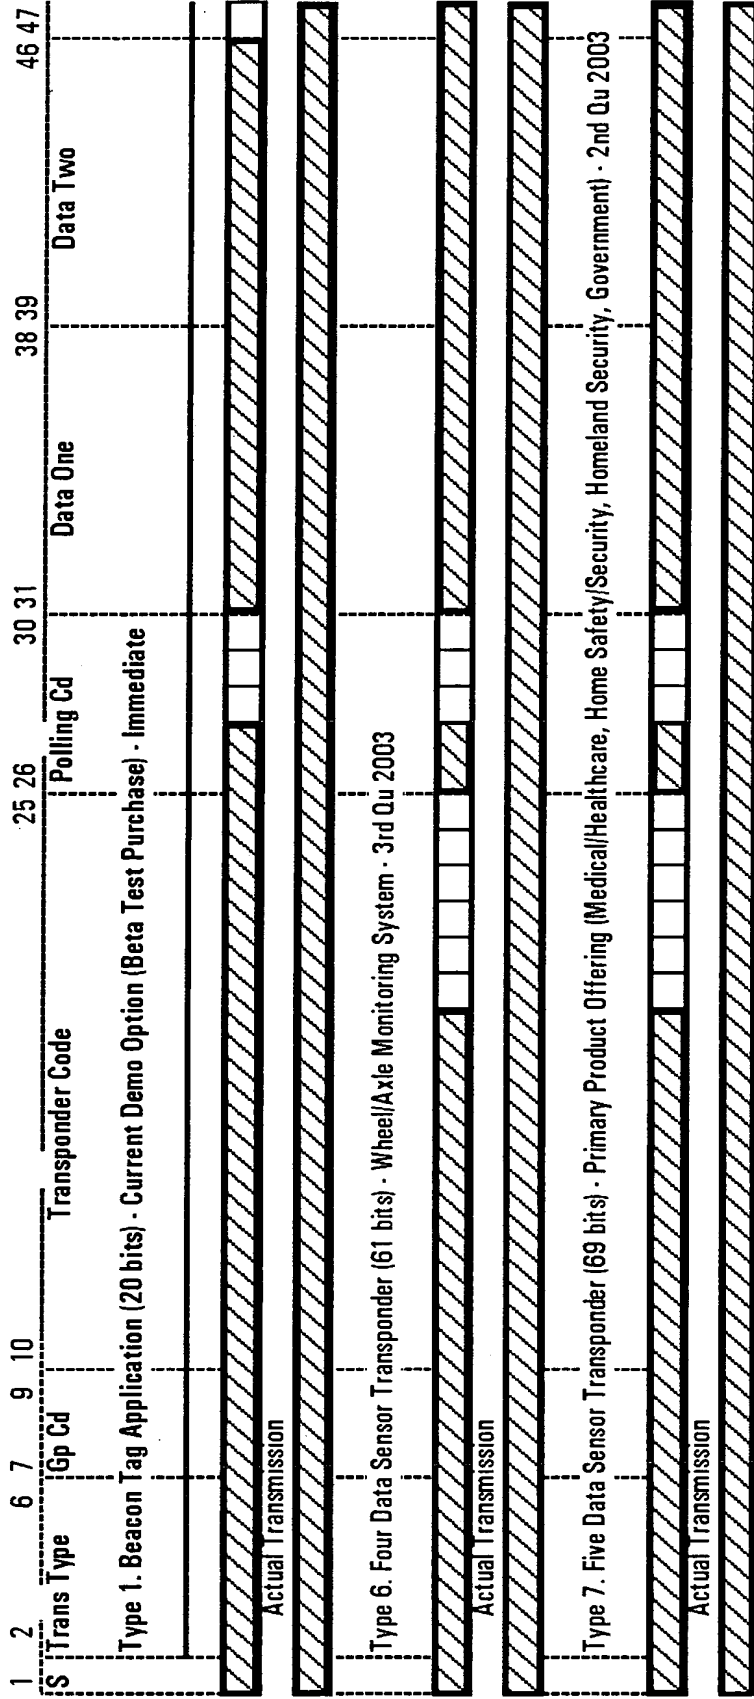 1 2 6 7 9 10 25 26 30 31 38 39 46 47
S Trans Type Gp Cd Transponder Code Polling Cd Data One Data Two
Type 1. Beacon Tag Application (20 bits) - Current Demo Option (Beta Test Purchase) - Immediate
Actual Transmission
Type 6. Four Data Sensor Transponder (61 bits) - Wheel/Axle Monitoring System - 3rd Qu 2003
Actual Transmission
Type 7. Five Data Sensor Transponder (69 bits) - Primary Product Offering (Medical/Healthcare, Home Safety/Security, Homeland Security, Government) - 2nd Qu 2003
Actual Transmission